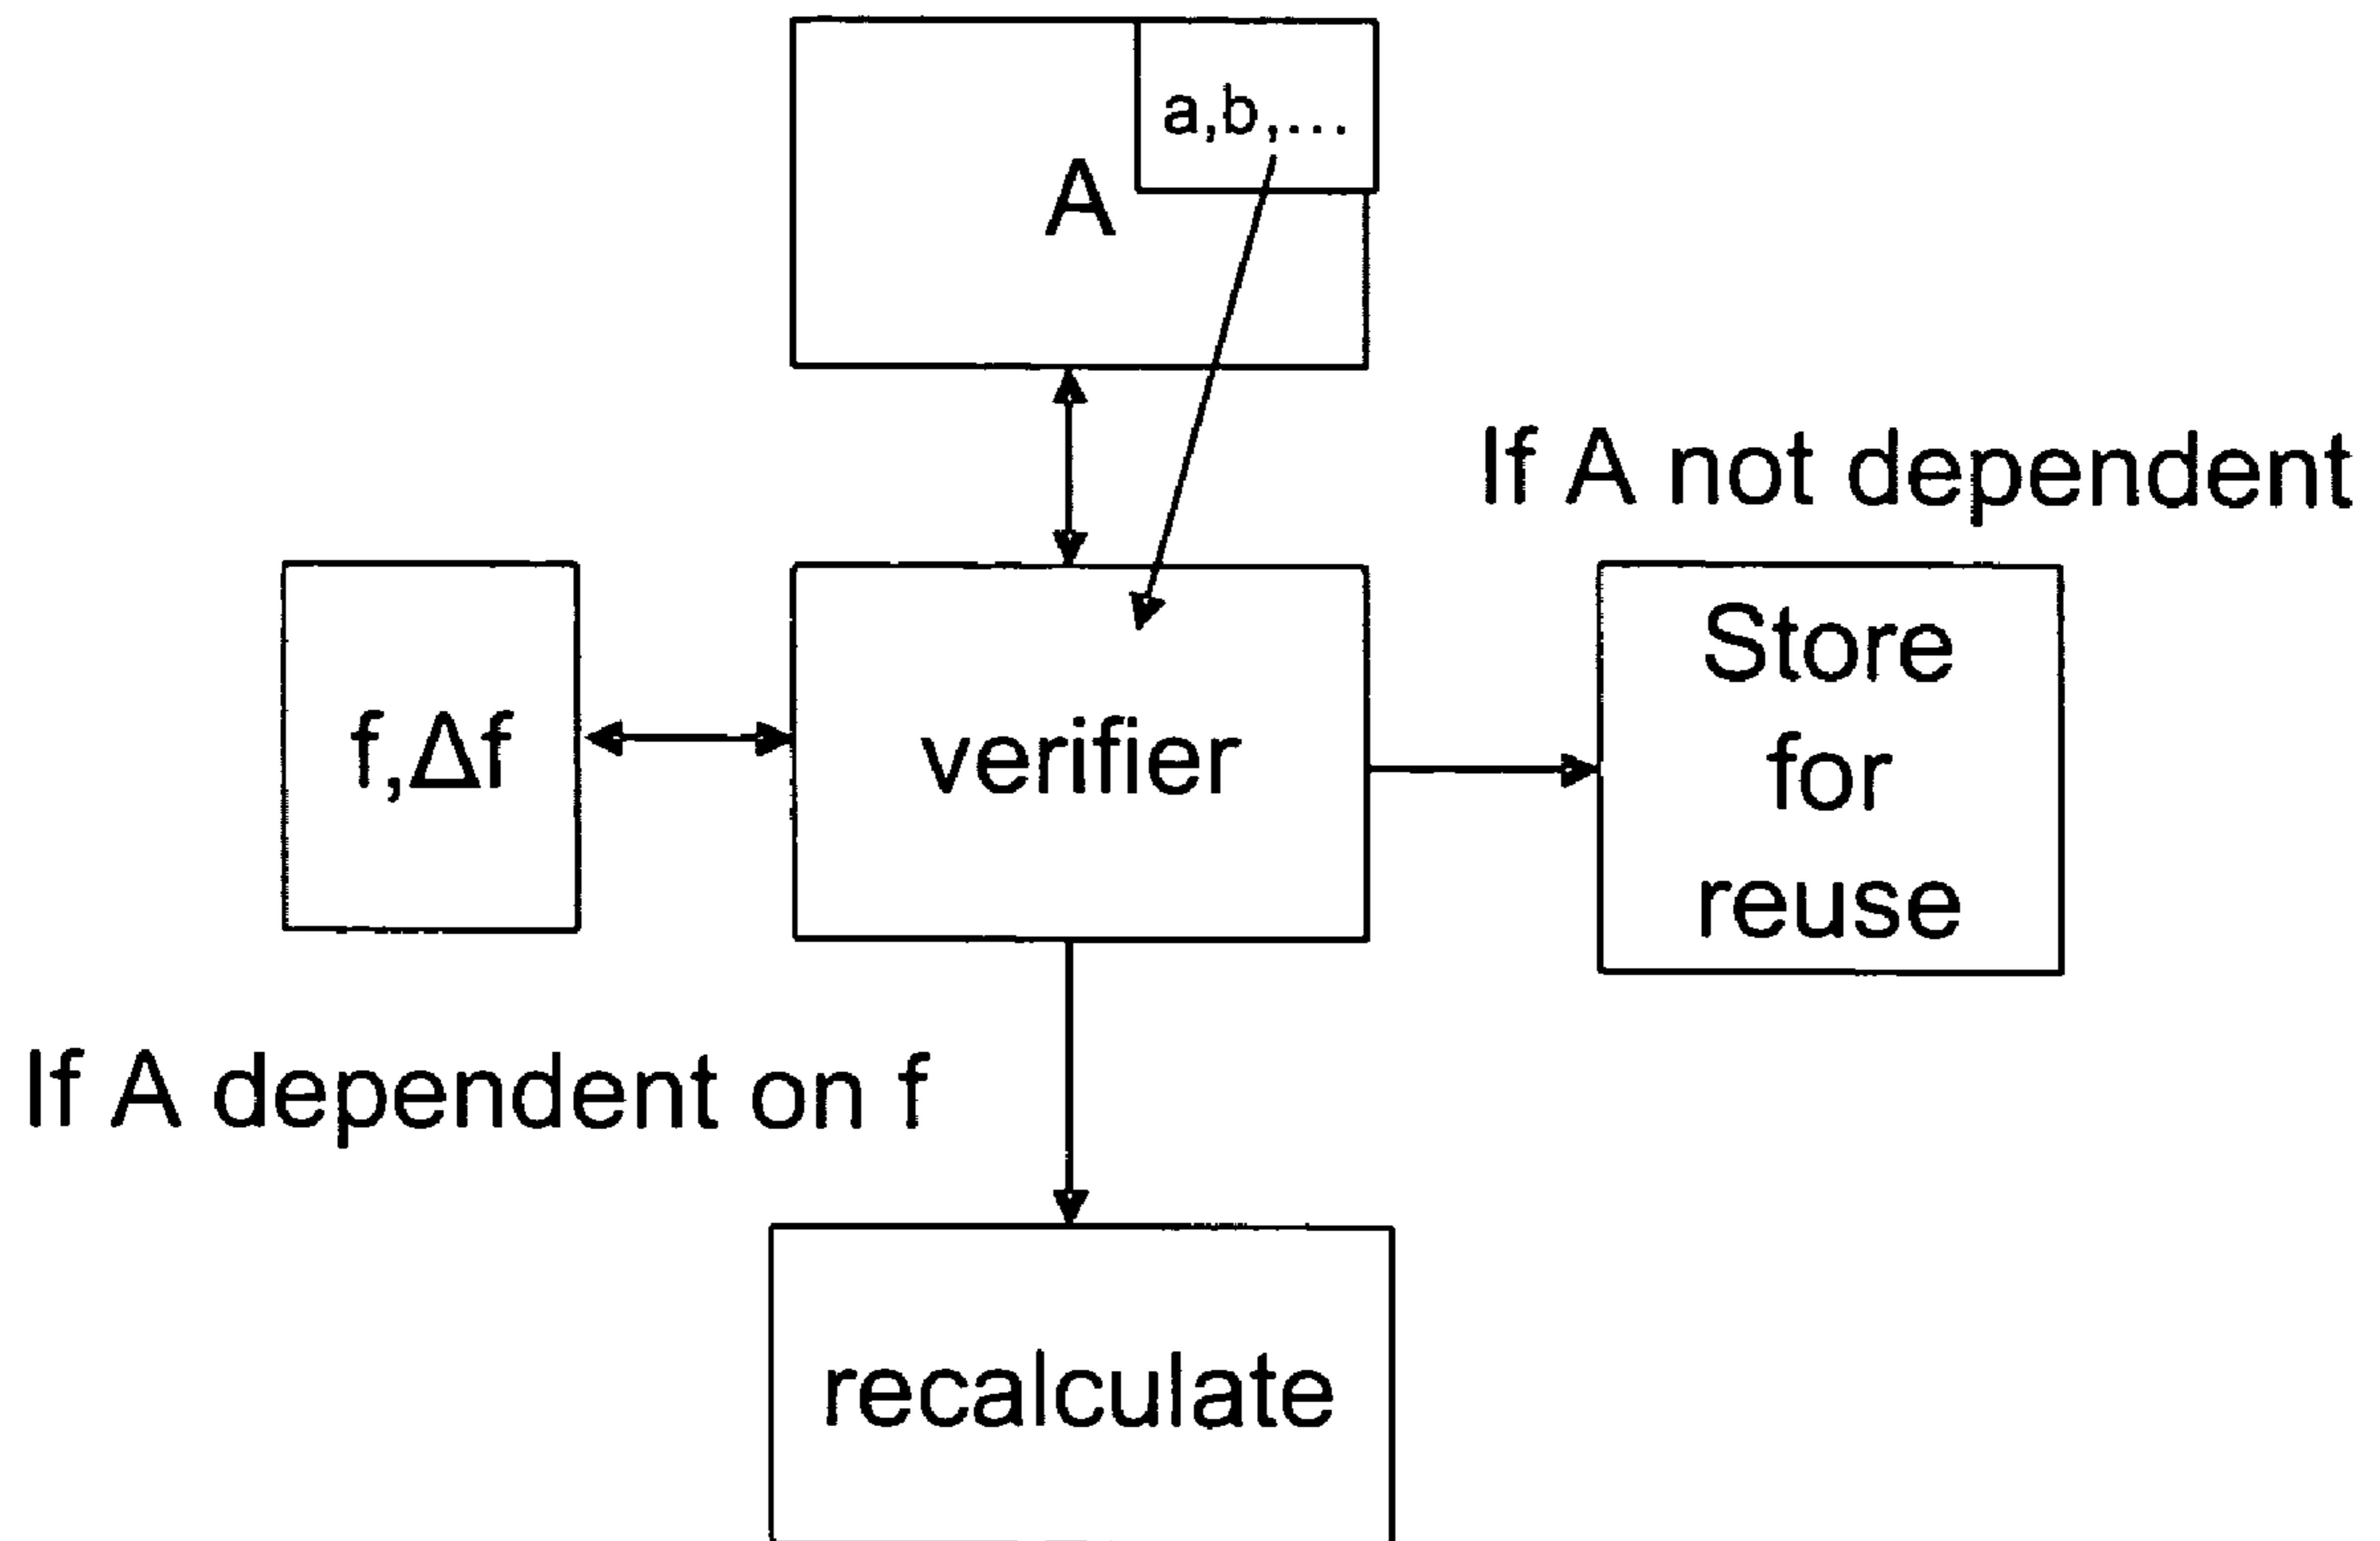 a,b,...
A
If A not dependent
f,Δf
verifier
Store
for
reuse
If A dependent on f
recalculate